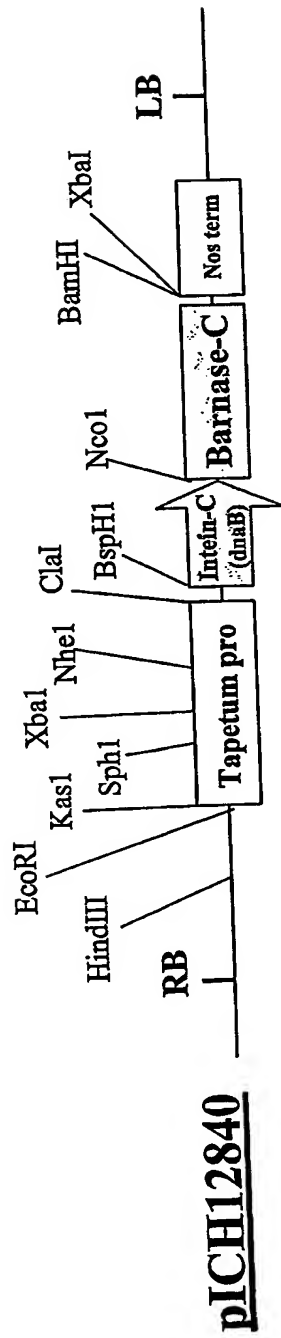 pICH12840
RB
HindIII
EcoRI
Kas1
Sph1
Xba1
Nhe1
ClaI
BspH1
Nco1
BamHI
XbaI
LB
Tapetum pro
Intein-C
(dnaB)
Barnase-C
Nos term